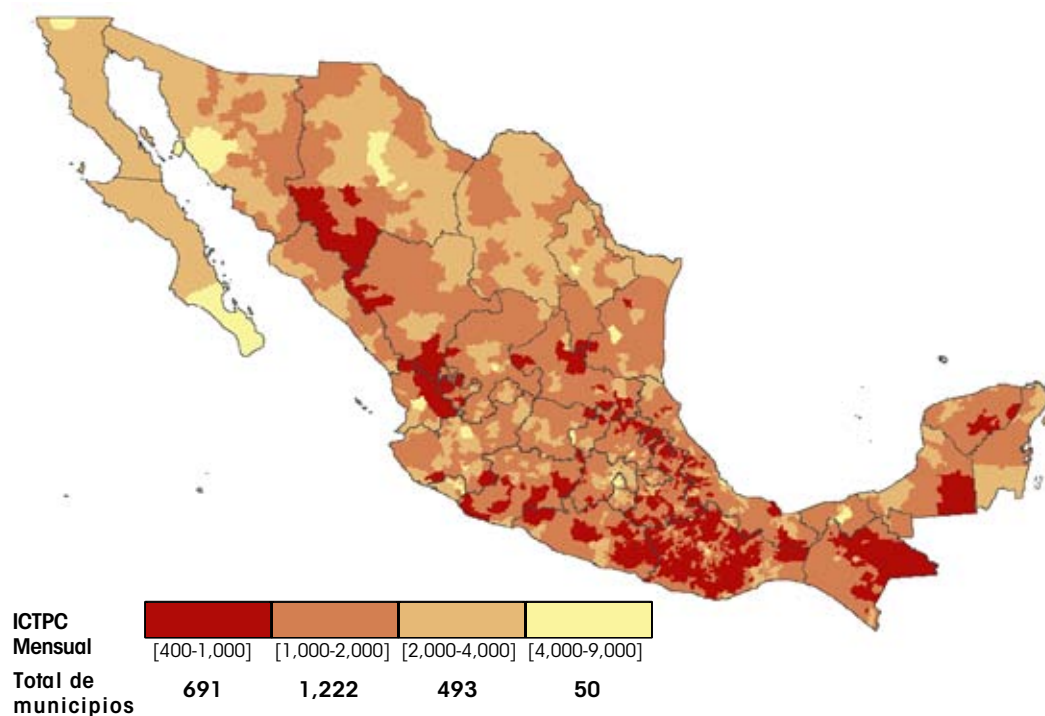 ICTPC
Mensual
[400-1,000] [1,000-2,000] [2,000-4,000] [4,000-9,000]
Total de
municipios
691 1,222 493 50